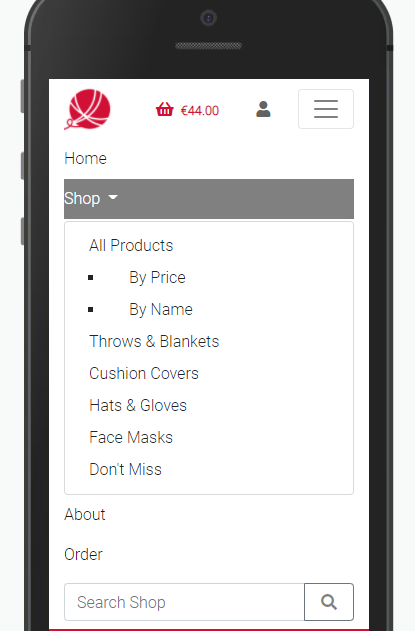 €44.00
Home
Shop
All Products
By Price
By Name
Throws & Blankets
Cushion Covers
Hats & Gloves
Face Masks
Don't Miss
About
Order
Search Shop